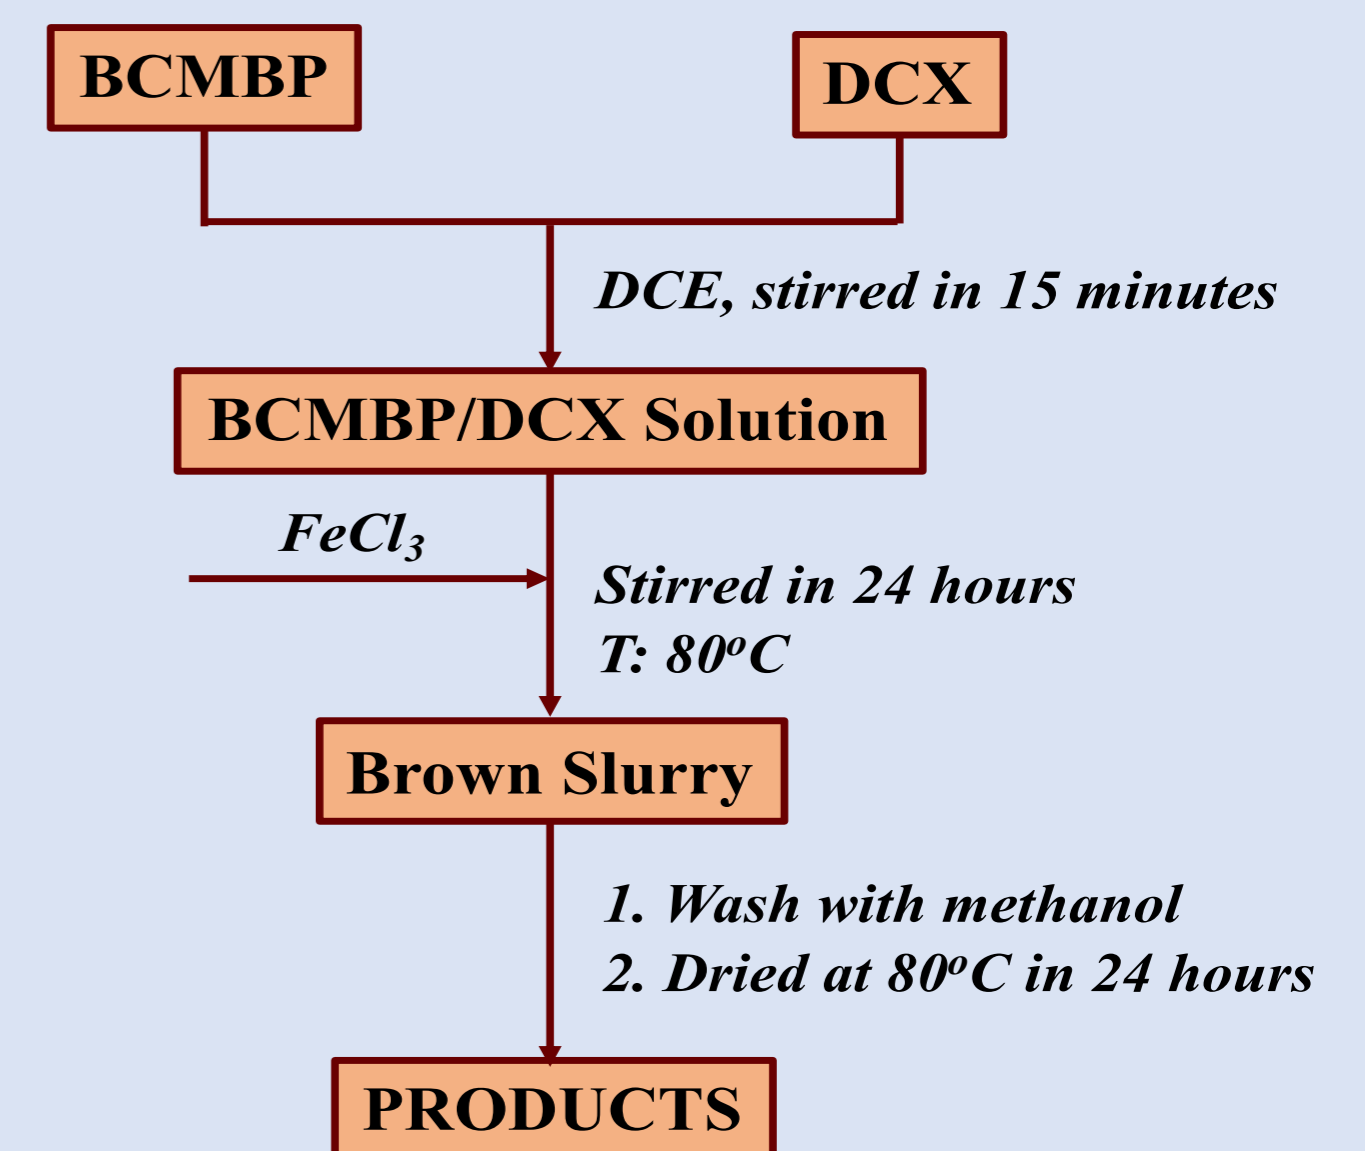 BCMBP
DCX
DCE, stirred in 15 minutes
BCMBP/DCX Solution
FeCl₃
Stirred in 24 hours
T: 80ᵒC
Brown Slurry
1. Wash with methanol
2. Dried at 80ᵒC in 24 hours
PRODUCTS